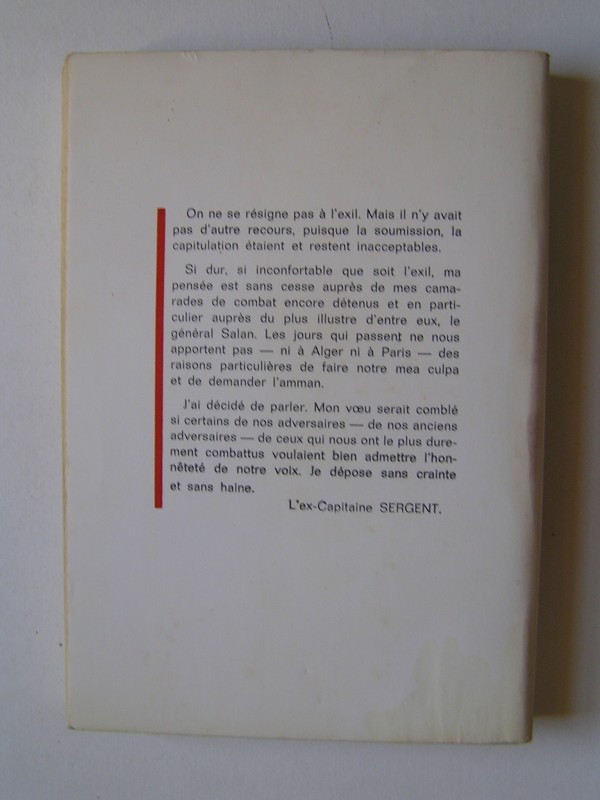 On ne se résigne pas à l'exil. Mais il n'y avait
pas d'autre recours, puisque la soumission, la
capitulation étaient et restent inacceptables.
Si dur, si inconfortable que soit l'exil, ma
pensée est sans cesse auprès de mes cama-
rades de combat encore détenus et en parti-
culier auprès du plus illustre d'entre eux, le
général Salan. Les jours qui passent ne nous
apportent pas — ni à Alger ni à Paris — des
raisons particulières de faire notre mea culpa
et de demander l'amman.
J'ai décidé de parler. Mon vœu serait comblé
si certains de nos adversaires — de nos anciens
adversaires — de ceux qui nous ont le plus dure-
ment combattus voulaient bien admettre l'hon-
nêteté de notre voix. Je dépose sans crainte
et sans haine.
L'ex-Capitaine SERGENT.